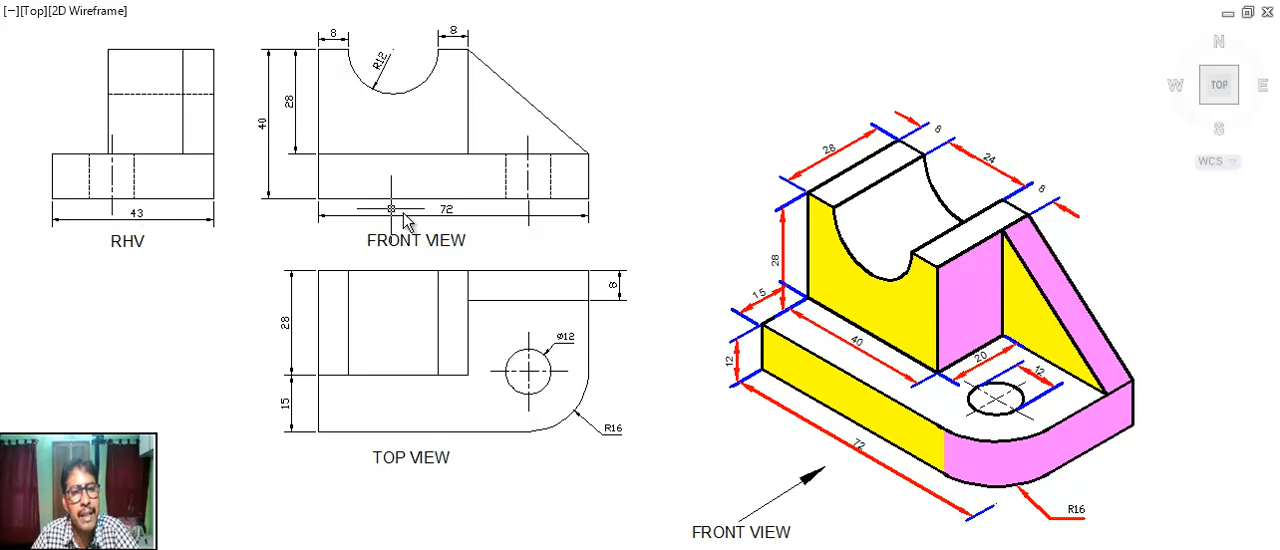 [−][Top][2D Wireframe]
N
W TOP E
S
WCS
8
8
R12
28
40
43
72
RHV
FRONT VIEW
28
8
ø12
15
R16
TOP VIEW
8
28
24
8
28
15
40
20
12
12
72
R16
FRONT VIEW